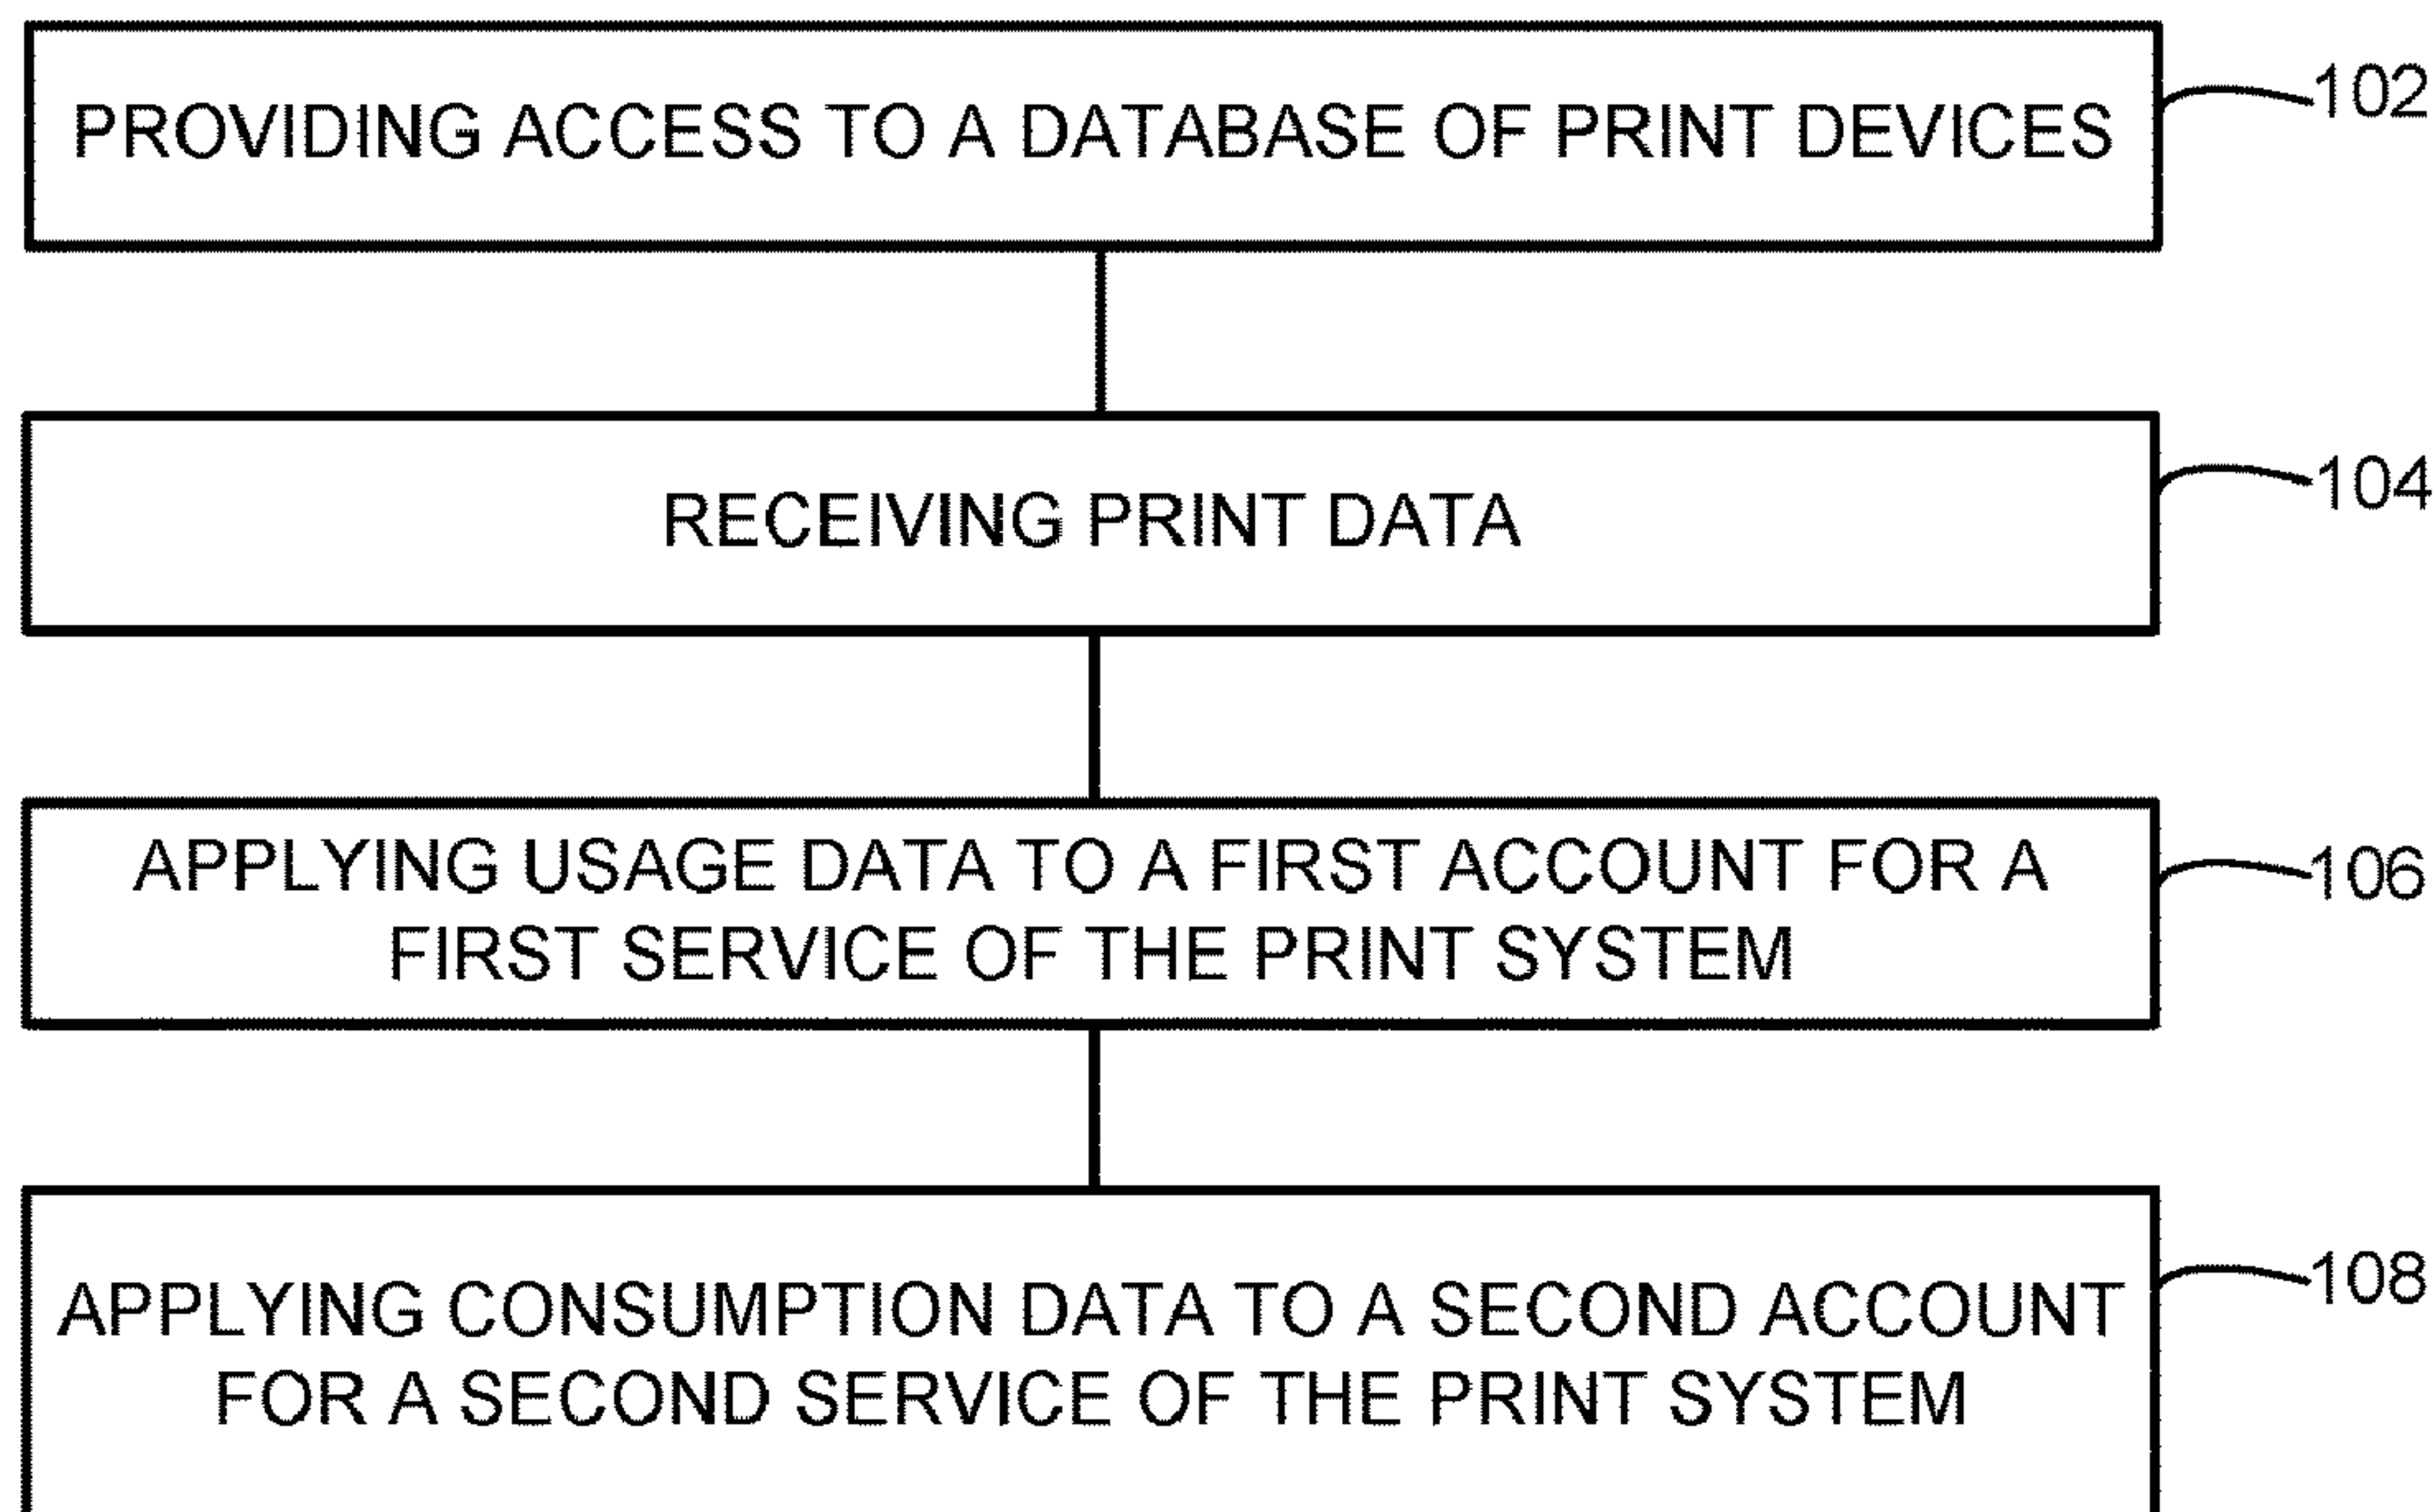 PROVIDING ACCESS TO A DATABASE OF PRINT DEVICES
102
RECEIVING PRINT DATA
104
APPLYING USAGE DATA TO A FIRST ACCOUNT FOR A
FIRST SERVICE OF THE PRINT SYSTEM
106
APPLYING CONSUMPTION DATA TO A SECOND ACCOUNT
FOR A SECOND SERVICE OF THE PRINT SYSTEM
108